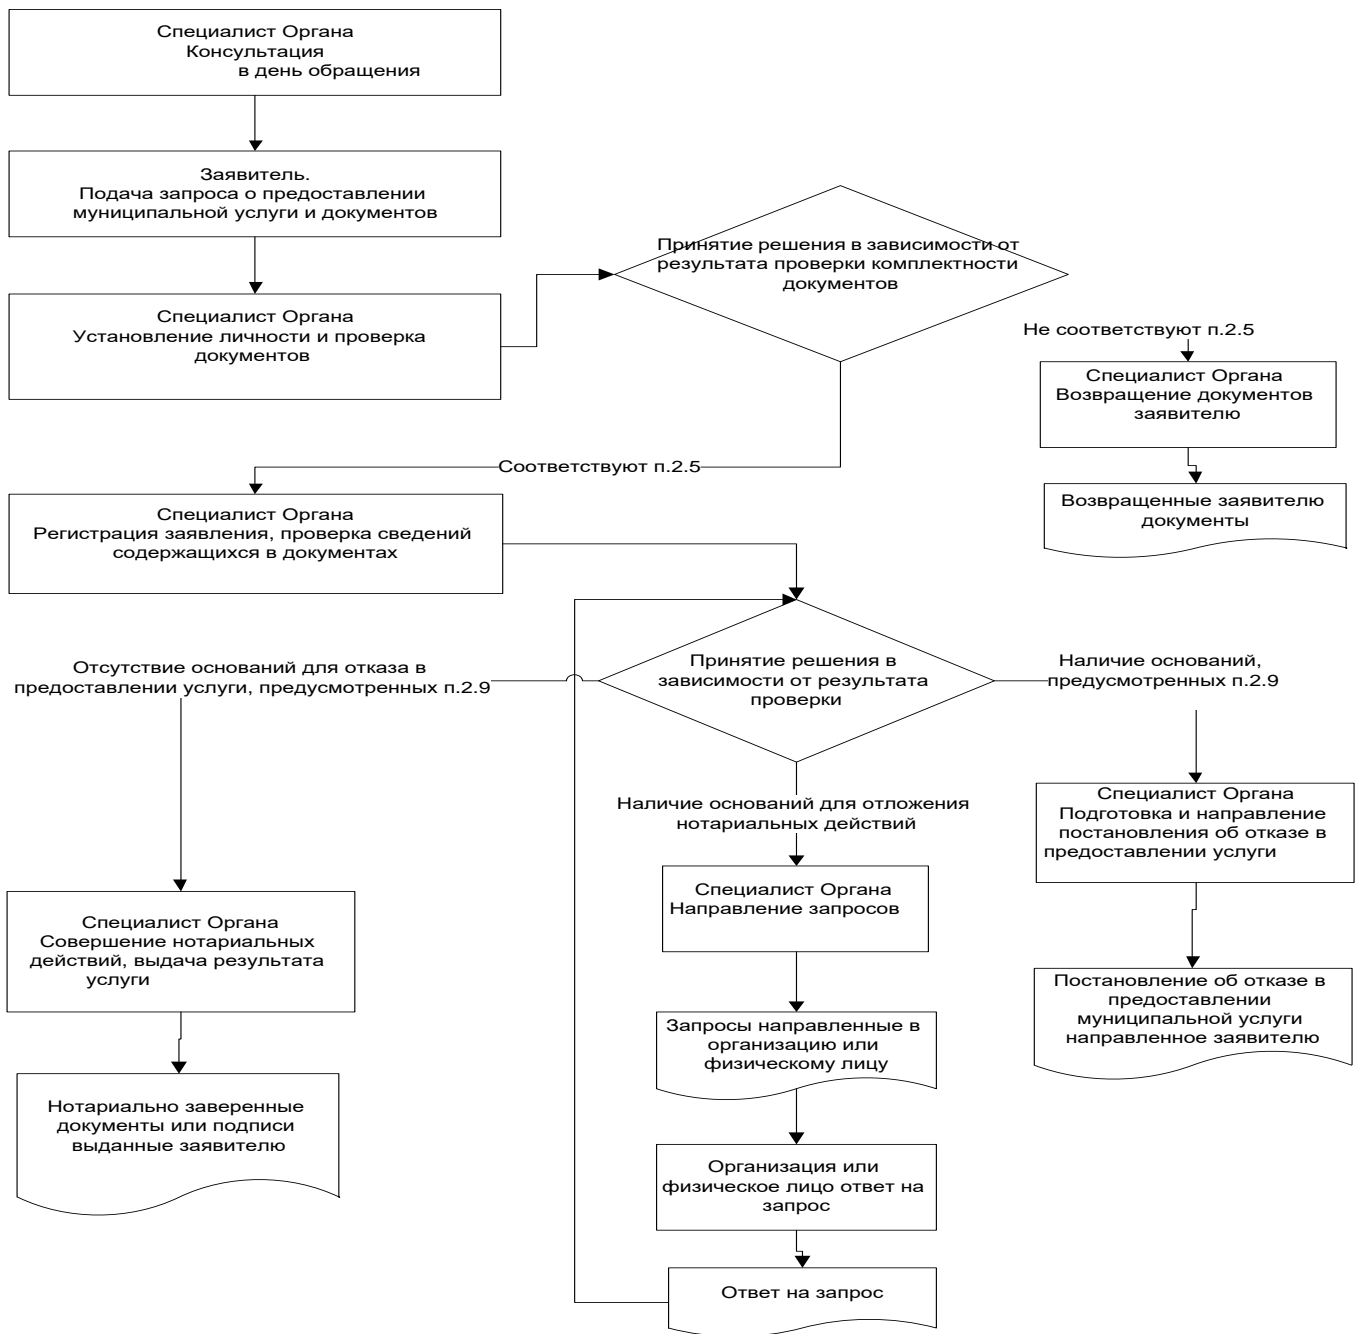 Специалист Органа
Консультация
в день обращения
Заявитель.
Подача запроса о предоставлении
муниципальной услуги и документов
Специалист Органа
Установление личности и проверка
документов
Принятие решения в зависимости от
результата проверки комплектности
документов
Не соответствуют п.2.5
Специалист Органа
Возвращение документов
заявителю
Возвращенные заявителю
документы
Соответствуют п.2.5
Специалист Органа
Регистрация заявления, проверка сведений
содержащихся в документах
Принятие решения в
зависимости от результата
проверки
Отсутствие оснований для отказа в
предоставлении услуги, предусмотренных п.2.9
Наличие оснований,
предусмотренных п.2.9
Наличие оснований для отложения
нотариальных действий
Специалист Органа
Подготовка и направление
постановления об отказе в
предоставлении услуги
Специалист Органа
Направление запросов
Специалист Органа
Совершение нотариальных
действий, выдача результата
услуги
Постановление об отказе в
предоставлении
муниципальной услуги
направленное заявителю
Запросы направленные в
организацию или
физическому лицу
Нотариально заверенные
документы или подписи
выданные заявителю
Организация или
физическое лицо ответ на
запрос
Ответ на запрос